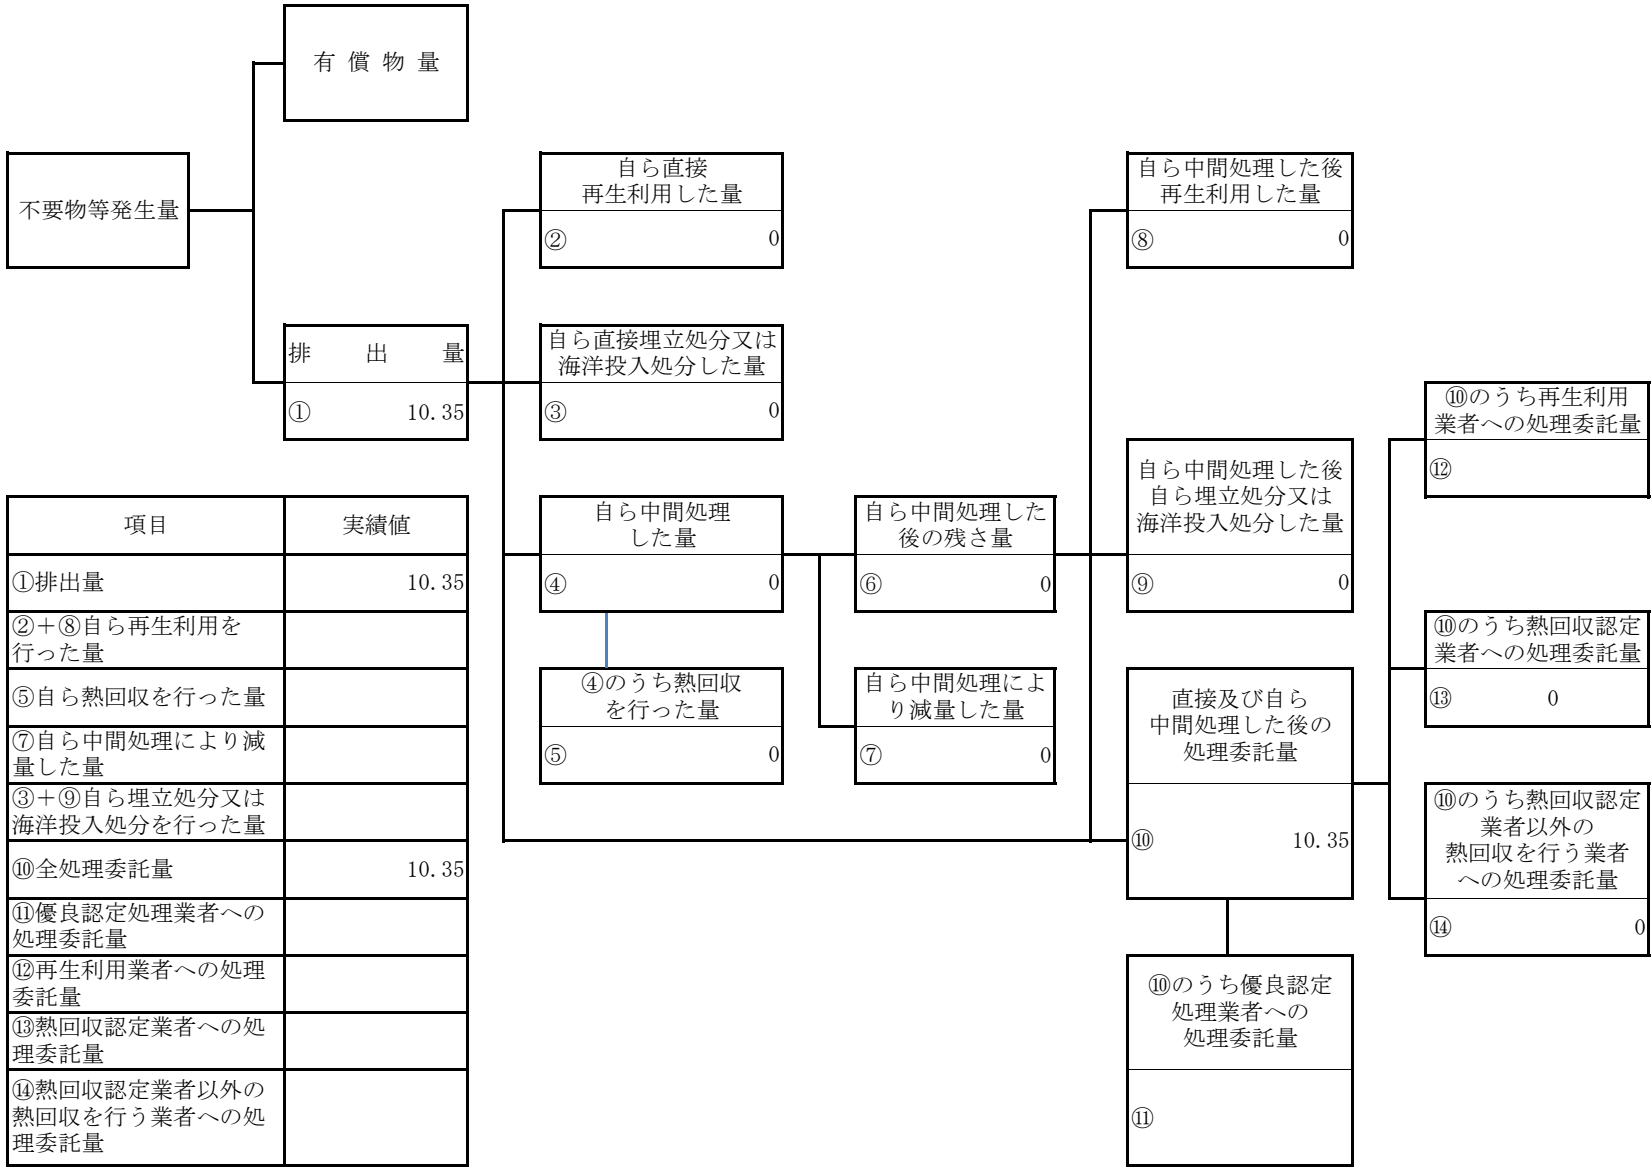 有償物量
不要物等発生量
排出量
① 10.35
自ら直接
再生利用した量
② 0
自ら直接埋立処分又は
海洋投入処分した量
③ 0
自ら中間処理
した量
④ 0
④のうち熱回収
を行った量
⑤ 0
自ら中間処理した
後の残さ量
⑥ 0
自ら中間処理によ
り減量した量
⑦ 0
自ら中間処理した後
再生利用した量
⑧ 0
自ら中間処理した後
自ら埋立処分又は
海洋投入処分した量
⑨ 0
直接及び自ら
中間処理した後の
処理委託量
⑩ 10.35
⑩のうち優良認定
処理業者への
処理委託量
⑪
⑩のうち再生利用
業者への処理委託量
⑫
⑩のうち熱回収認定
業者への処理委託量
⑬ 0
⑩のうち熱回収認定
業者以外の
熱回収を行う業者
への処理委託量
⑭ 0
項目 実績値
①排出量 10.35
②＋⑧自ら再生利用を
行った量
⑤自ら熱回収を行った量
⑦自ら中間処理により減
量した量
③＋⑨自ら埋立処分又は
海洋投入処分を行った量
⑩全処理委託量 10.35
⑪優良認定処理業者への
処理委託量
⑫再生利用業者への処理
委託量
⑬熱回収認定業者への処
理委託量
⑭熱回収認定業者以外の
熱回収を行う業者への処
理委託量